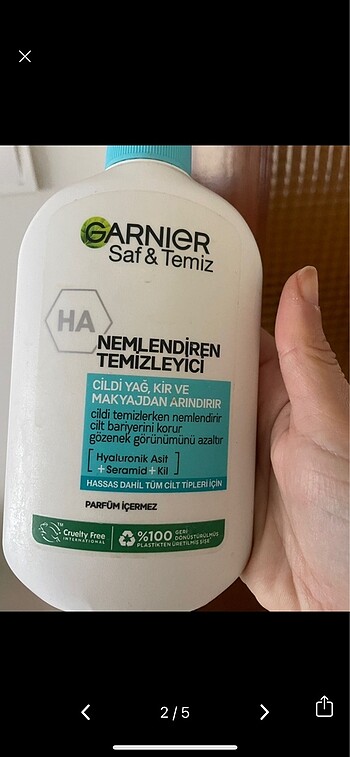 GARNIER
Saf & Temiz
HA
NEMLENDİREN
TEMİZLEYİCİ
CİLDİ YAĞ, KİR VE
MAKYAJDAN ARINDIRIR
cildi temizlerken nemlendirir
cilt bariyerini korur
gözenek görünümünü azaltır
[ Hyaluronik Asit
+Seramid+Kil ]
HASSAS DAHİL TÜM CİLT TİPLERİ İÇİN
PARFÜM İÇERMEZ
Cruelty Free
INTERNATIONAL
TM
%100 GERİ
DÖNÜŞTÜRÜLMÜŞ
PLASTİKTEN ÜRETİLMİŞ ŞİŞE*
2 / 5